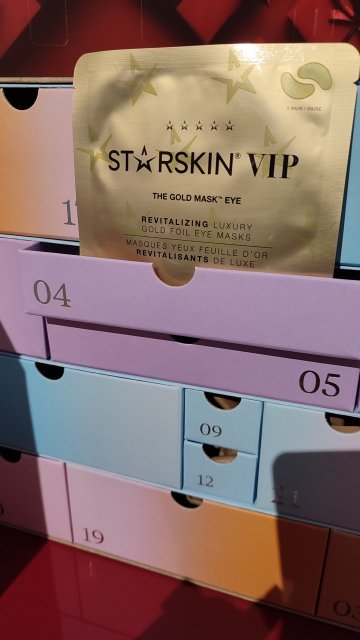 1 PAIR / PAIRE
STARSKIN® VIP
THE GOLD MASK™ EYE
REVITALIZING LUXURY
GOLD FOIL EYE MASKS
MASQUES YEUX FEUILLE D'OR
REVITALISANTS DE LUXE
04
05
09
12
21
19